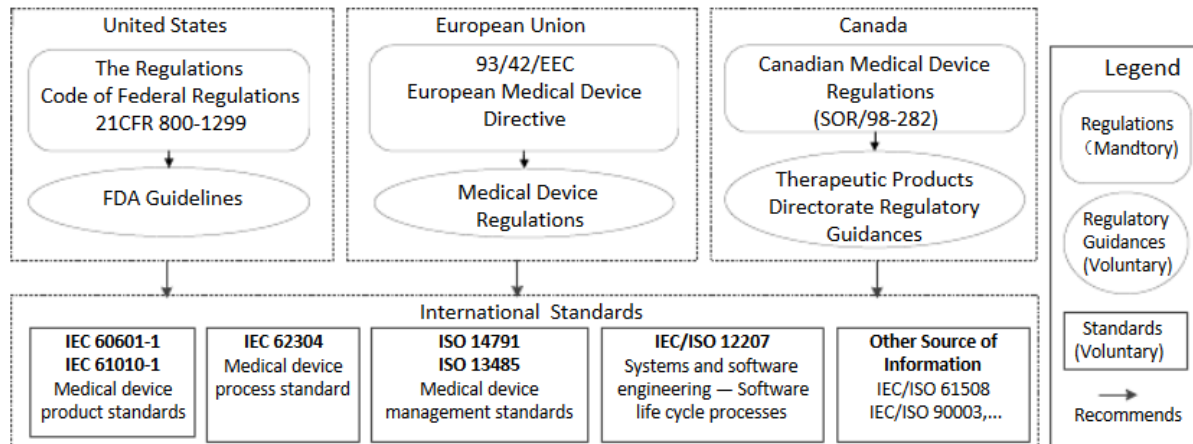 United States
The Regulations
Code of Federal Regulations
21CFR 800-1299
FDA Guidelines
European Union
93/42/EEC
European Medical Device
Directive
Medical Device
Regulations
Canada
Canadian Medical Device
Regulations
(SOR/98-282)
Therapeutic Products
Directorate Regulatory
Guidances
International Standards
IEC 60601-1
IEC 61010-1
Medical device
product standards
IEC 62304
Medical device
process standard
ISO 14791
ISO 13485
Medical device
management standards
IEC/ISO 12207
Systems and software
engineering — Software
life cycle processes
Other Source of
Information
IEC/ISO 61508
IEC/ISO 90003,...
Legend
Regulations
（Mandtory)
Regulatory
Guidances
(Voluntary)
Standards
(Voluntary)
Recommends